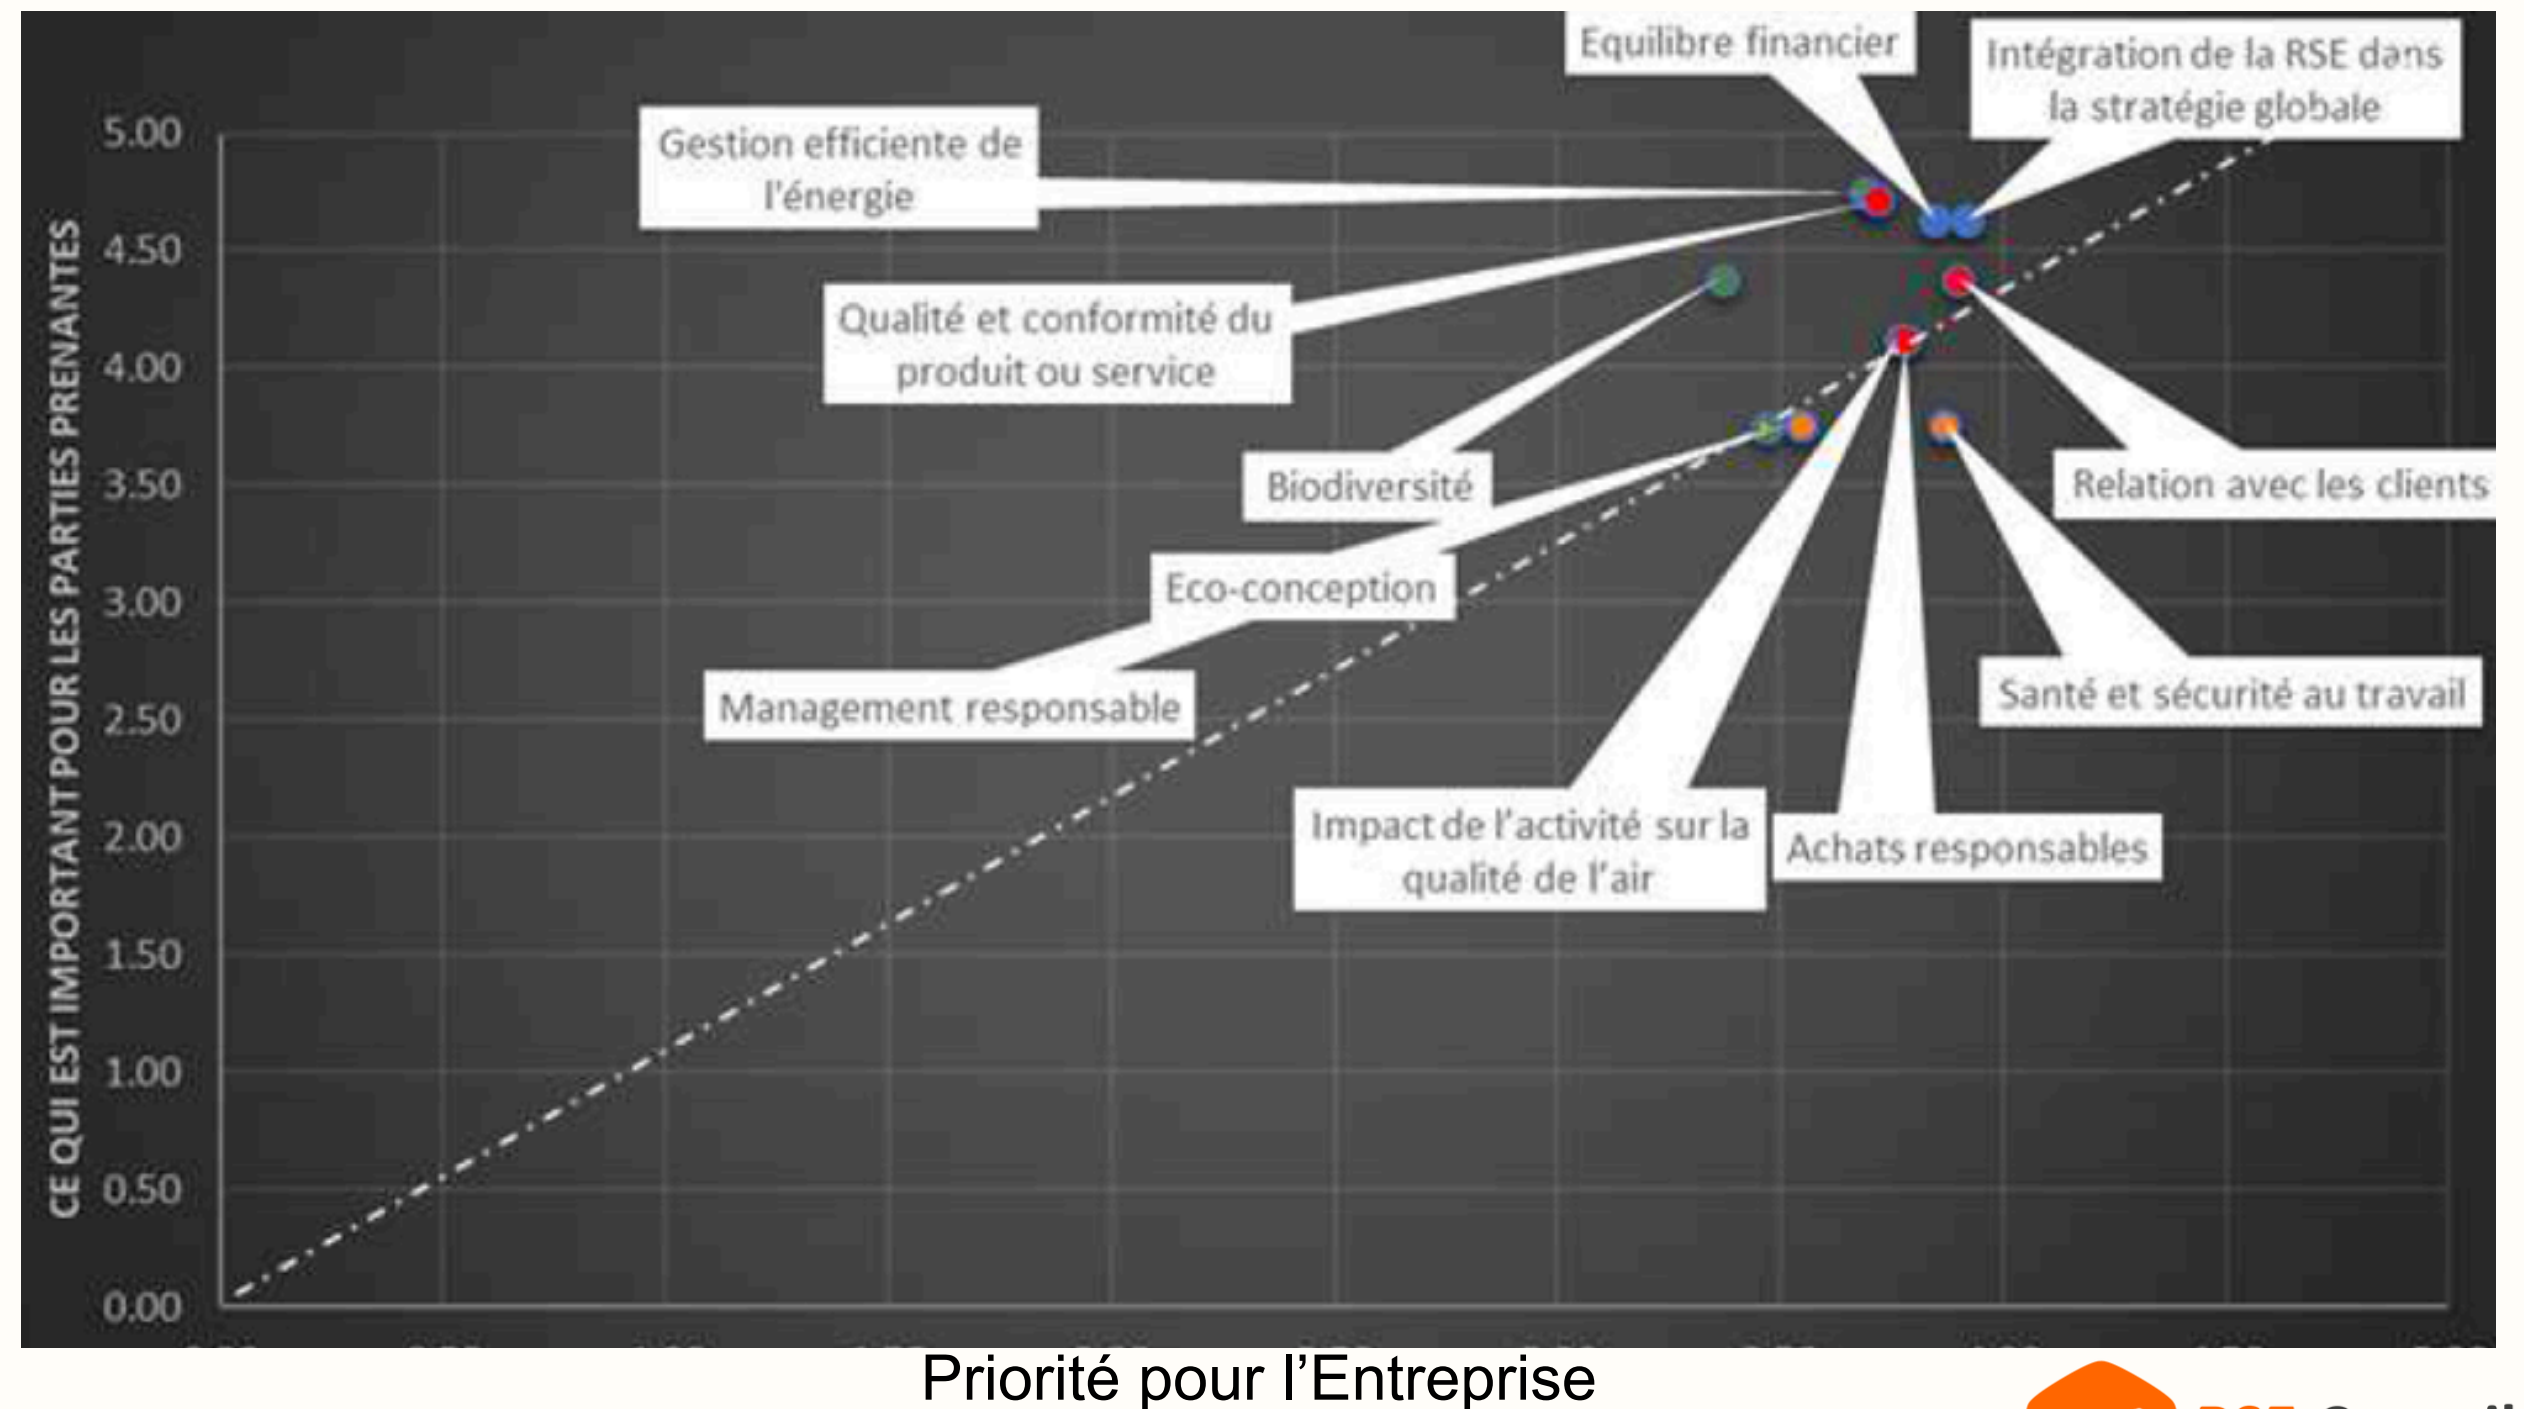 Equilibre financier
Intégration de la RSE dans
la stratégie globale
Gestion efficiente de
l'énergie
Qualité et conformité du
produit ou service
Biodiversité
Relation avec les clients
Eco-conception
Management responsable
Santé et sécurité au travail
Impact de l'activité sur la
qualité de l'air
Achats responsables
CE QUI EST IMPORTANT POUR LES PARTIES PRENANTES
5.00
4.50
4.00
3.50
3.00
2.50
2.00
1.50
1.00
0.50
0.00
Priorité pour l’Entreprise